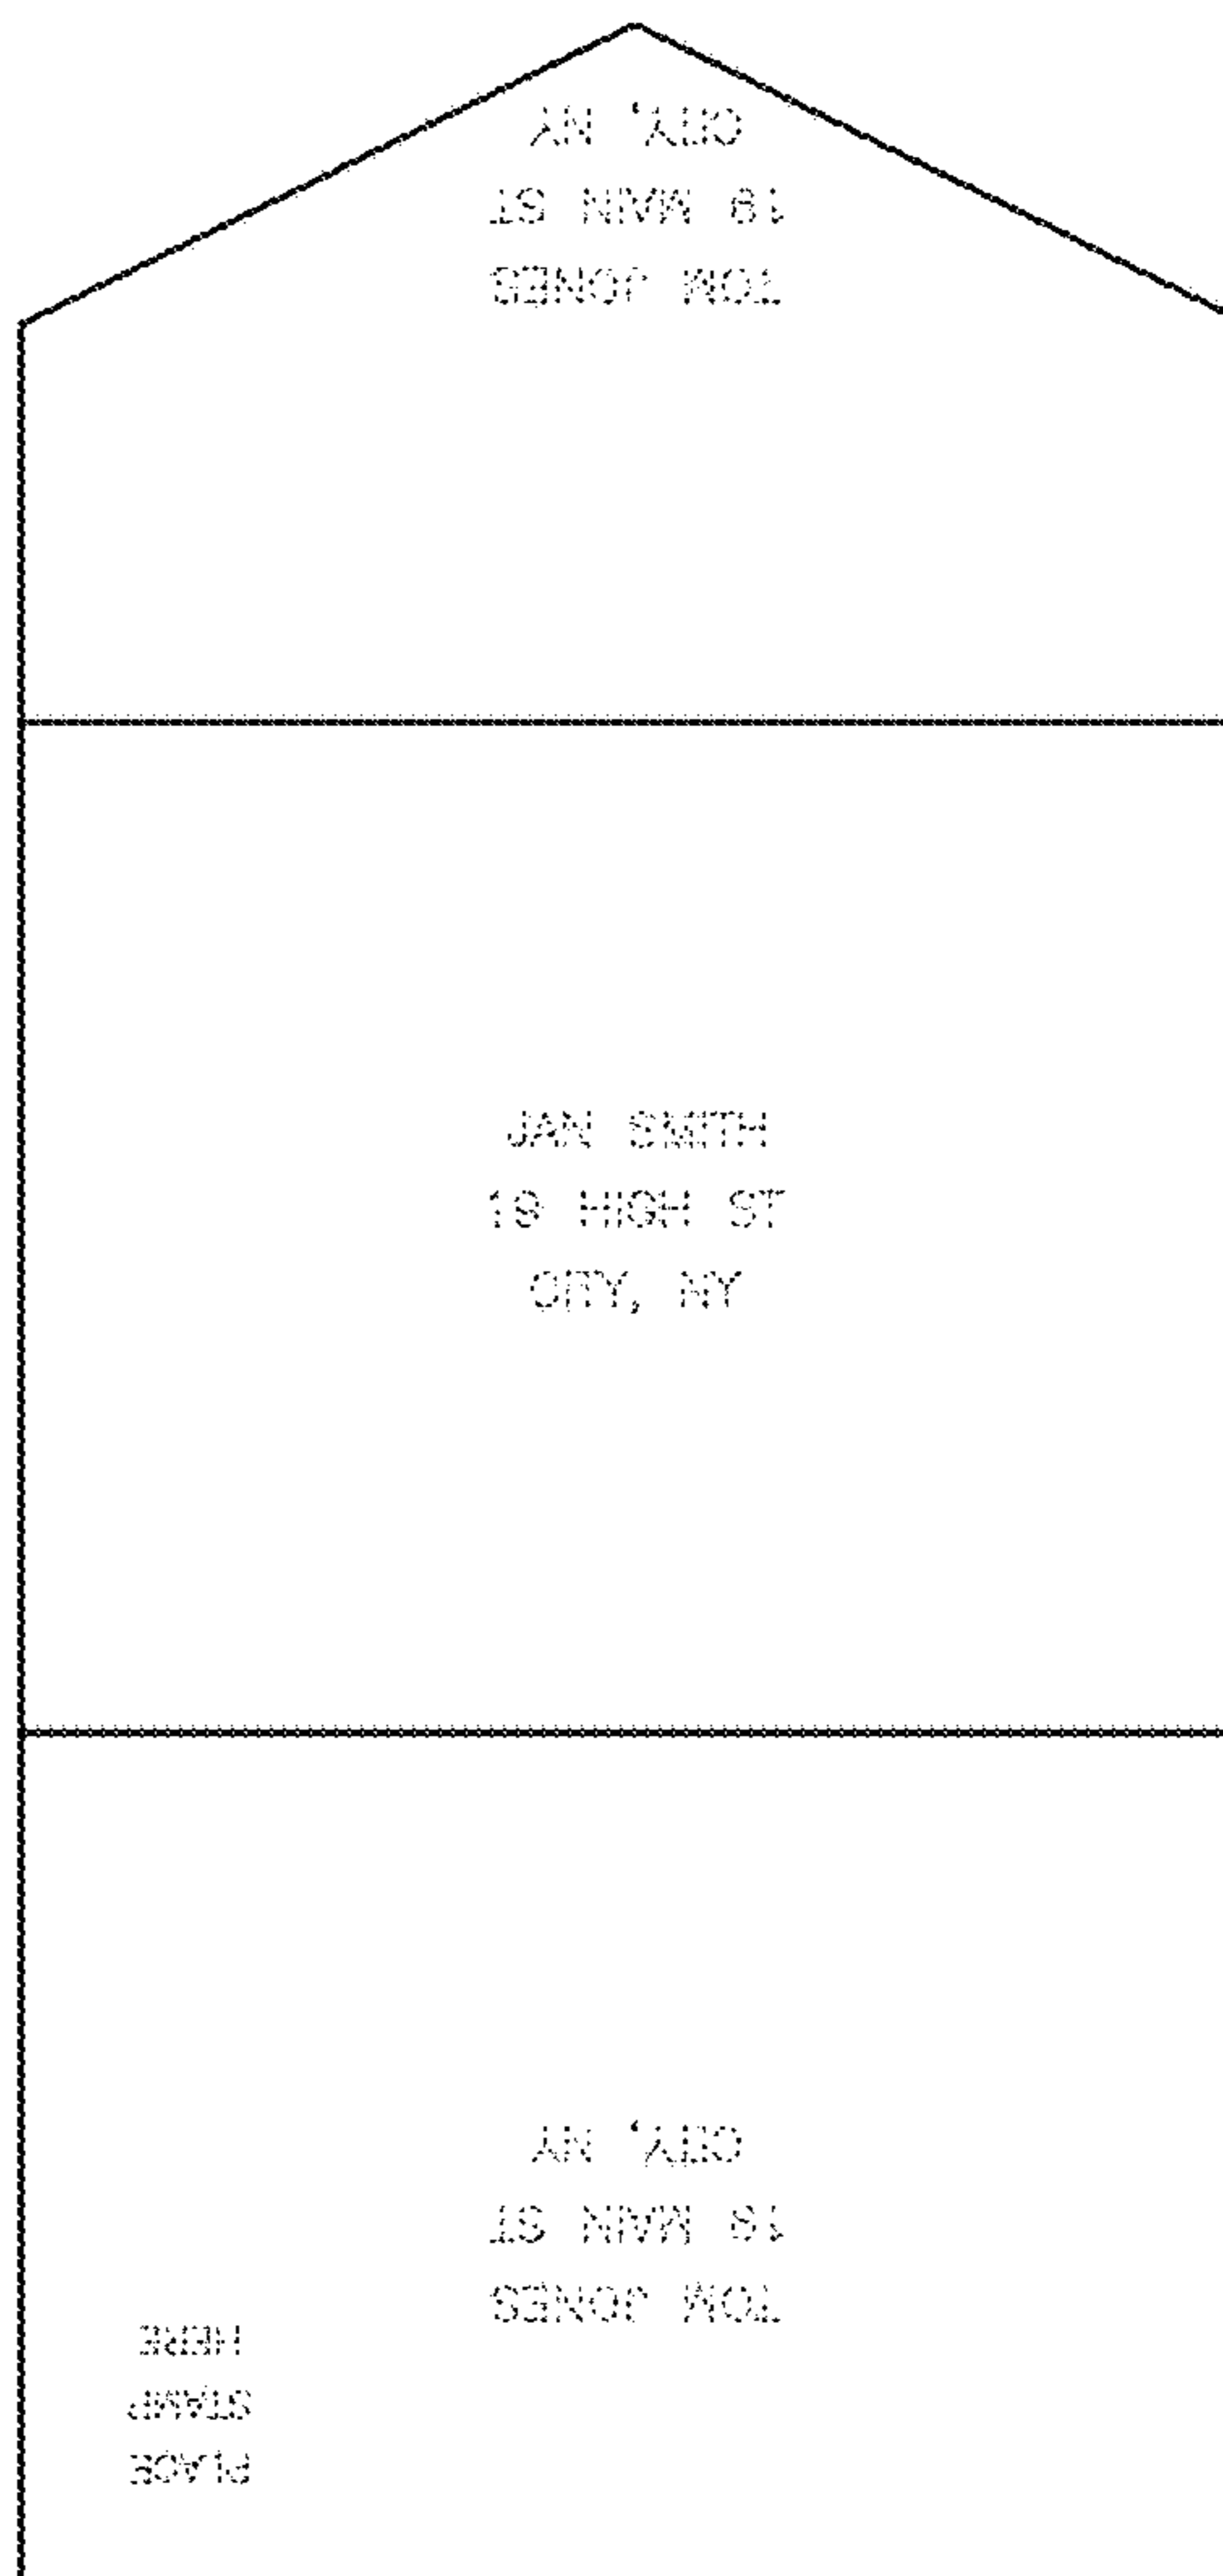 TOM JONES
19 MAIN ST
CITY, NY
JAN SMITH
19 HIGH ST
CITY, NY
TOM JONES
19 MAIN ST
CITY, NY
PLACE
STAMP
HERE